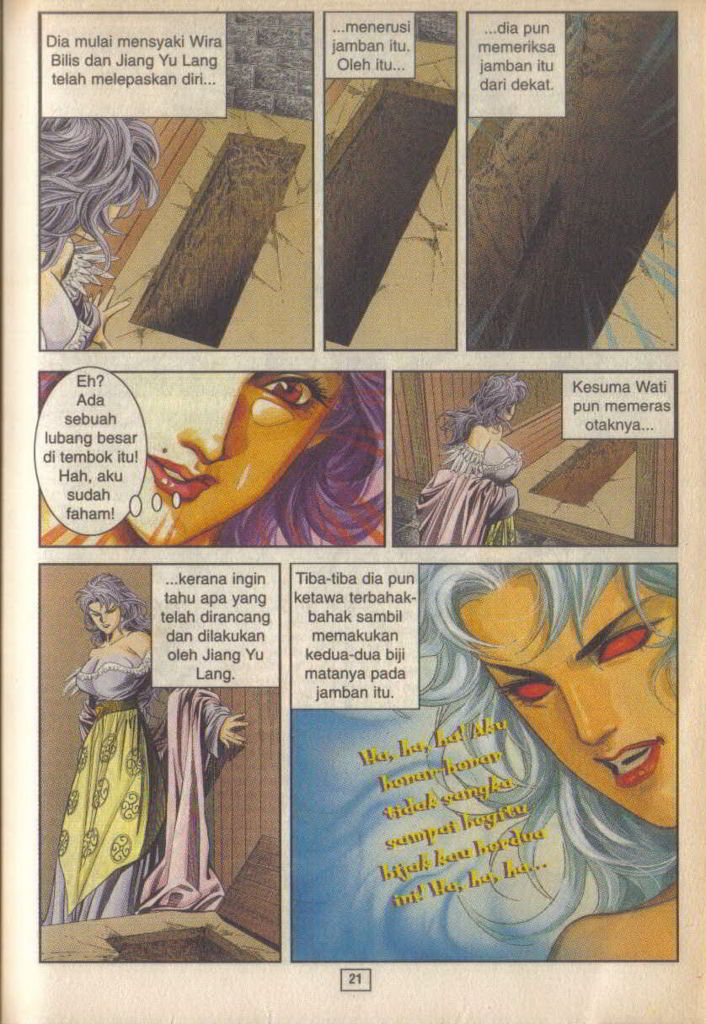 Dia mulai mensyaki Wira
Bilis dan Jiang Yu Lang
telah melepaskan diri...
...menerusi
jamban itu.
Oleh itu...
...dia pun
memeriksa
jamban itu
dari dekat.
Eh?
Ada
sebuah
lubang besar
di tembok itu!
Hah, aku
sudah
faham!
Kesuma Wati
pun memeras
otaknya...
...kerana ingin
tahu apa yang
telah dirancang
dan dilakukan
oleh Jiang Yu
Lang.
Tiba-tiba dia pun
ketawa terbahak-
bahak sambil
memakukan
kedua-dua biji
matanya pada
jamban itu.
Ha, ha, ha! Aku
benar-benar
tidak sangka
sampai begitu
bijak kau berdua
ini! Ha, ha, ha...
21